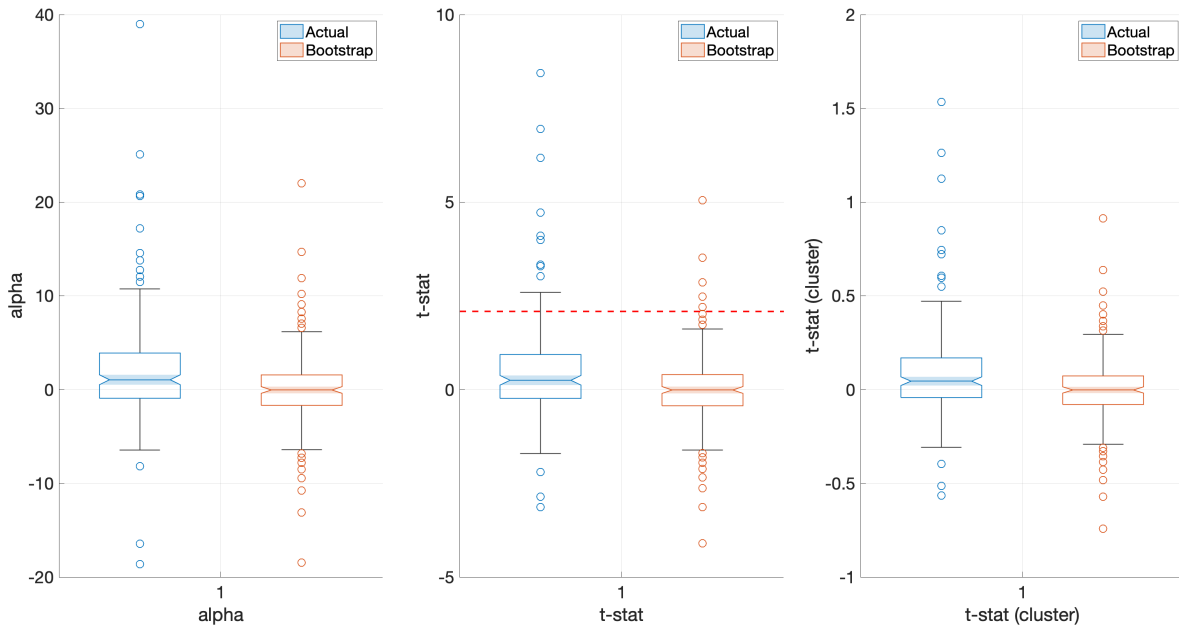 40
30
20
10
0
-10
-20
alpha
1
alpha
Actual
Bootstrap
10
5
0
-5
t-stat
1
t-stat
Actual
Bootstrap
2
1.5
1
0.5
0
-0.5
-1
t-stat (cluster)
1
t-stat (cluster)
Actual
Bootstrap